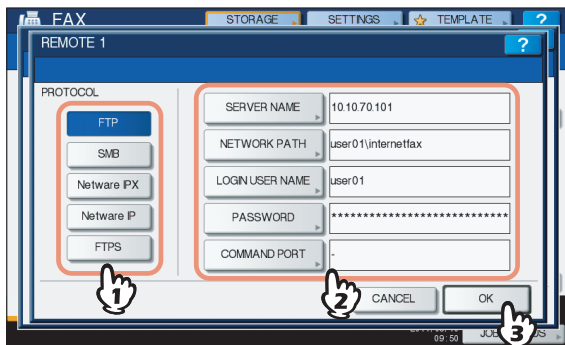 FAX
STORAGE SETTINGS TEMPLATE ?
REMOTE 1 ?
PROTOCOL
FTP
SMB
Netware IPX
Netware IP
FTPS
SERVER NAME 10.10.70.101
NETWORK PATH user01\internetfax
LOGIN USER NAME user01
PASSWORD ****************************
COMMAND PORT -
CANCEL OK
09:50
1
2
3